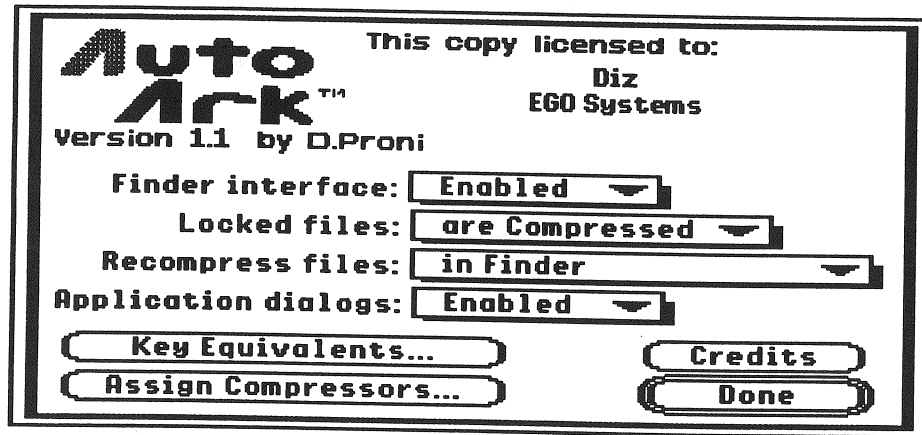 Auto
Ark™
This copy licensed to:
Diz
EGO Systems
Version 1.1 by D.Proni
Finder interface: Enabled
Locked files: are Compressed
Recompress files: in Finder
Application dialogs: Enabled
Key Equivalents...
Credits
Assign Compressors...
Done